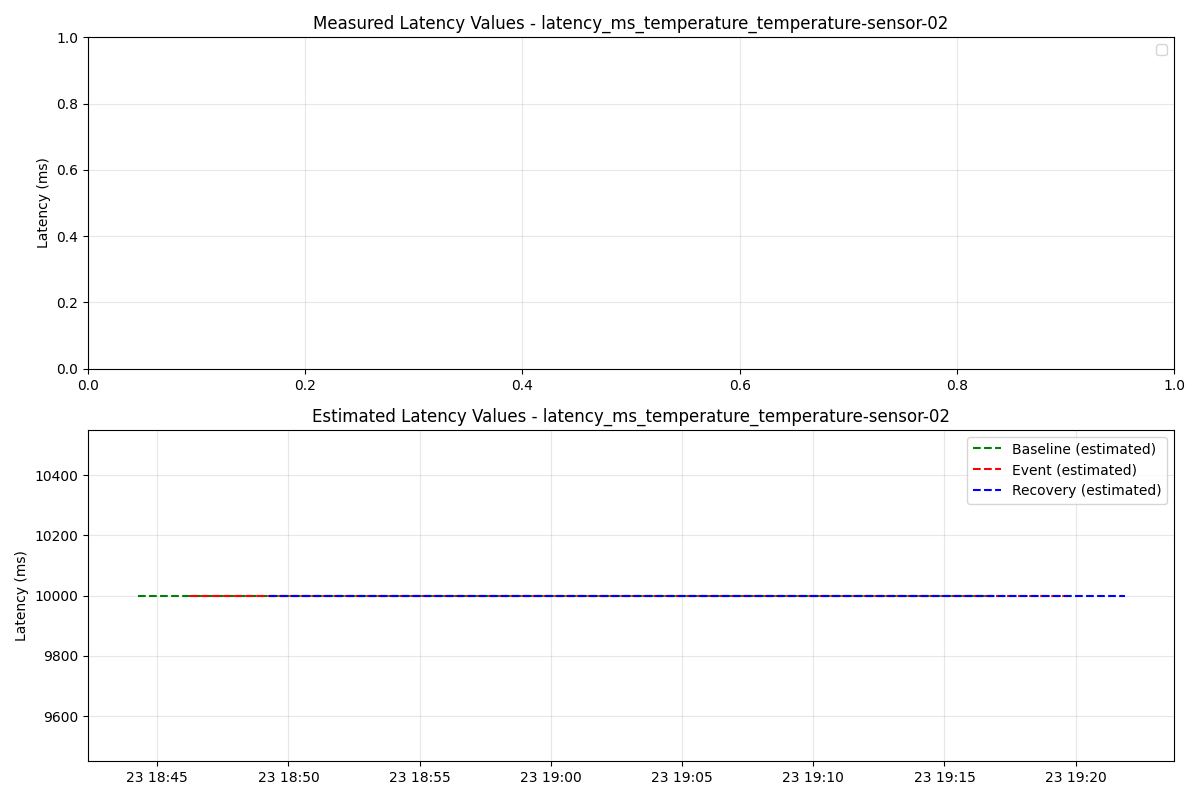 Measured Latency Values - latency_ms_temperature_temperature-sensor-02
1.0
0.8
0.6
0.4
0.2
0.0
Latency (ms)
0.0 0.2 0.4 0.6 0.8 1.0
Estimated Latency Values - latency_ms_temperature_temperature-sensor-02
Baseline (estimated)
Event (estimated)
Recovery (estimated)
10400
10200
10000
9800
9600
Latency (ms)
23 18:45 23 18:50 23 18:55 23 19:00 23 19:05 23 19:10 23 19:15 23 19:20